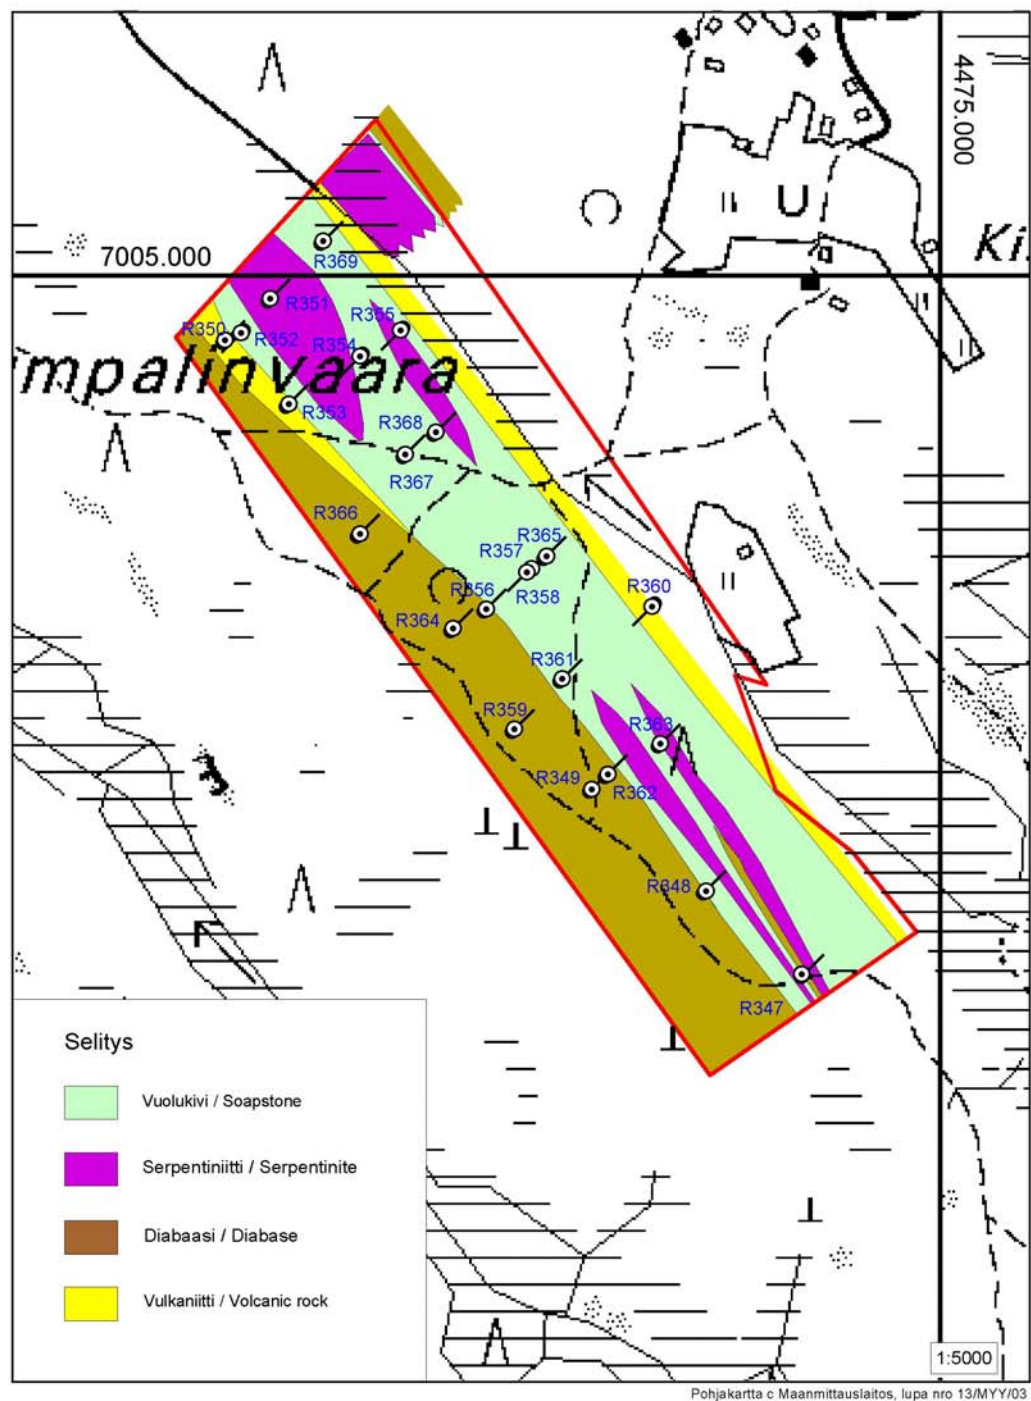 4475.000
U
7005.000
Ki
R369
R351
R350
R352
R355
R354
mpalinvaara
R353
R368
R367
R366
R365
R357
R358
R356
R364
R360
R361
R359
R363
R349
R362
R348
R347
Selitys
Vuolukivi / Soapstone
Serpentiniitti / Serpentinite
Diabaasi / Diabase
Vulkaniitti / Volcanic rock
1:5000
Pohjakartta c Maanmittauslaitos, lupa nro 13/MYY/03